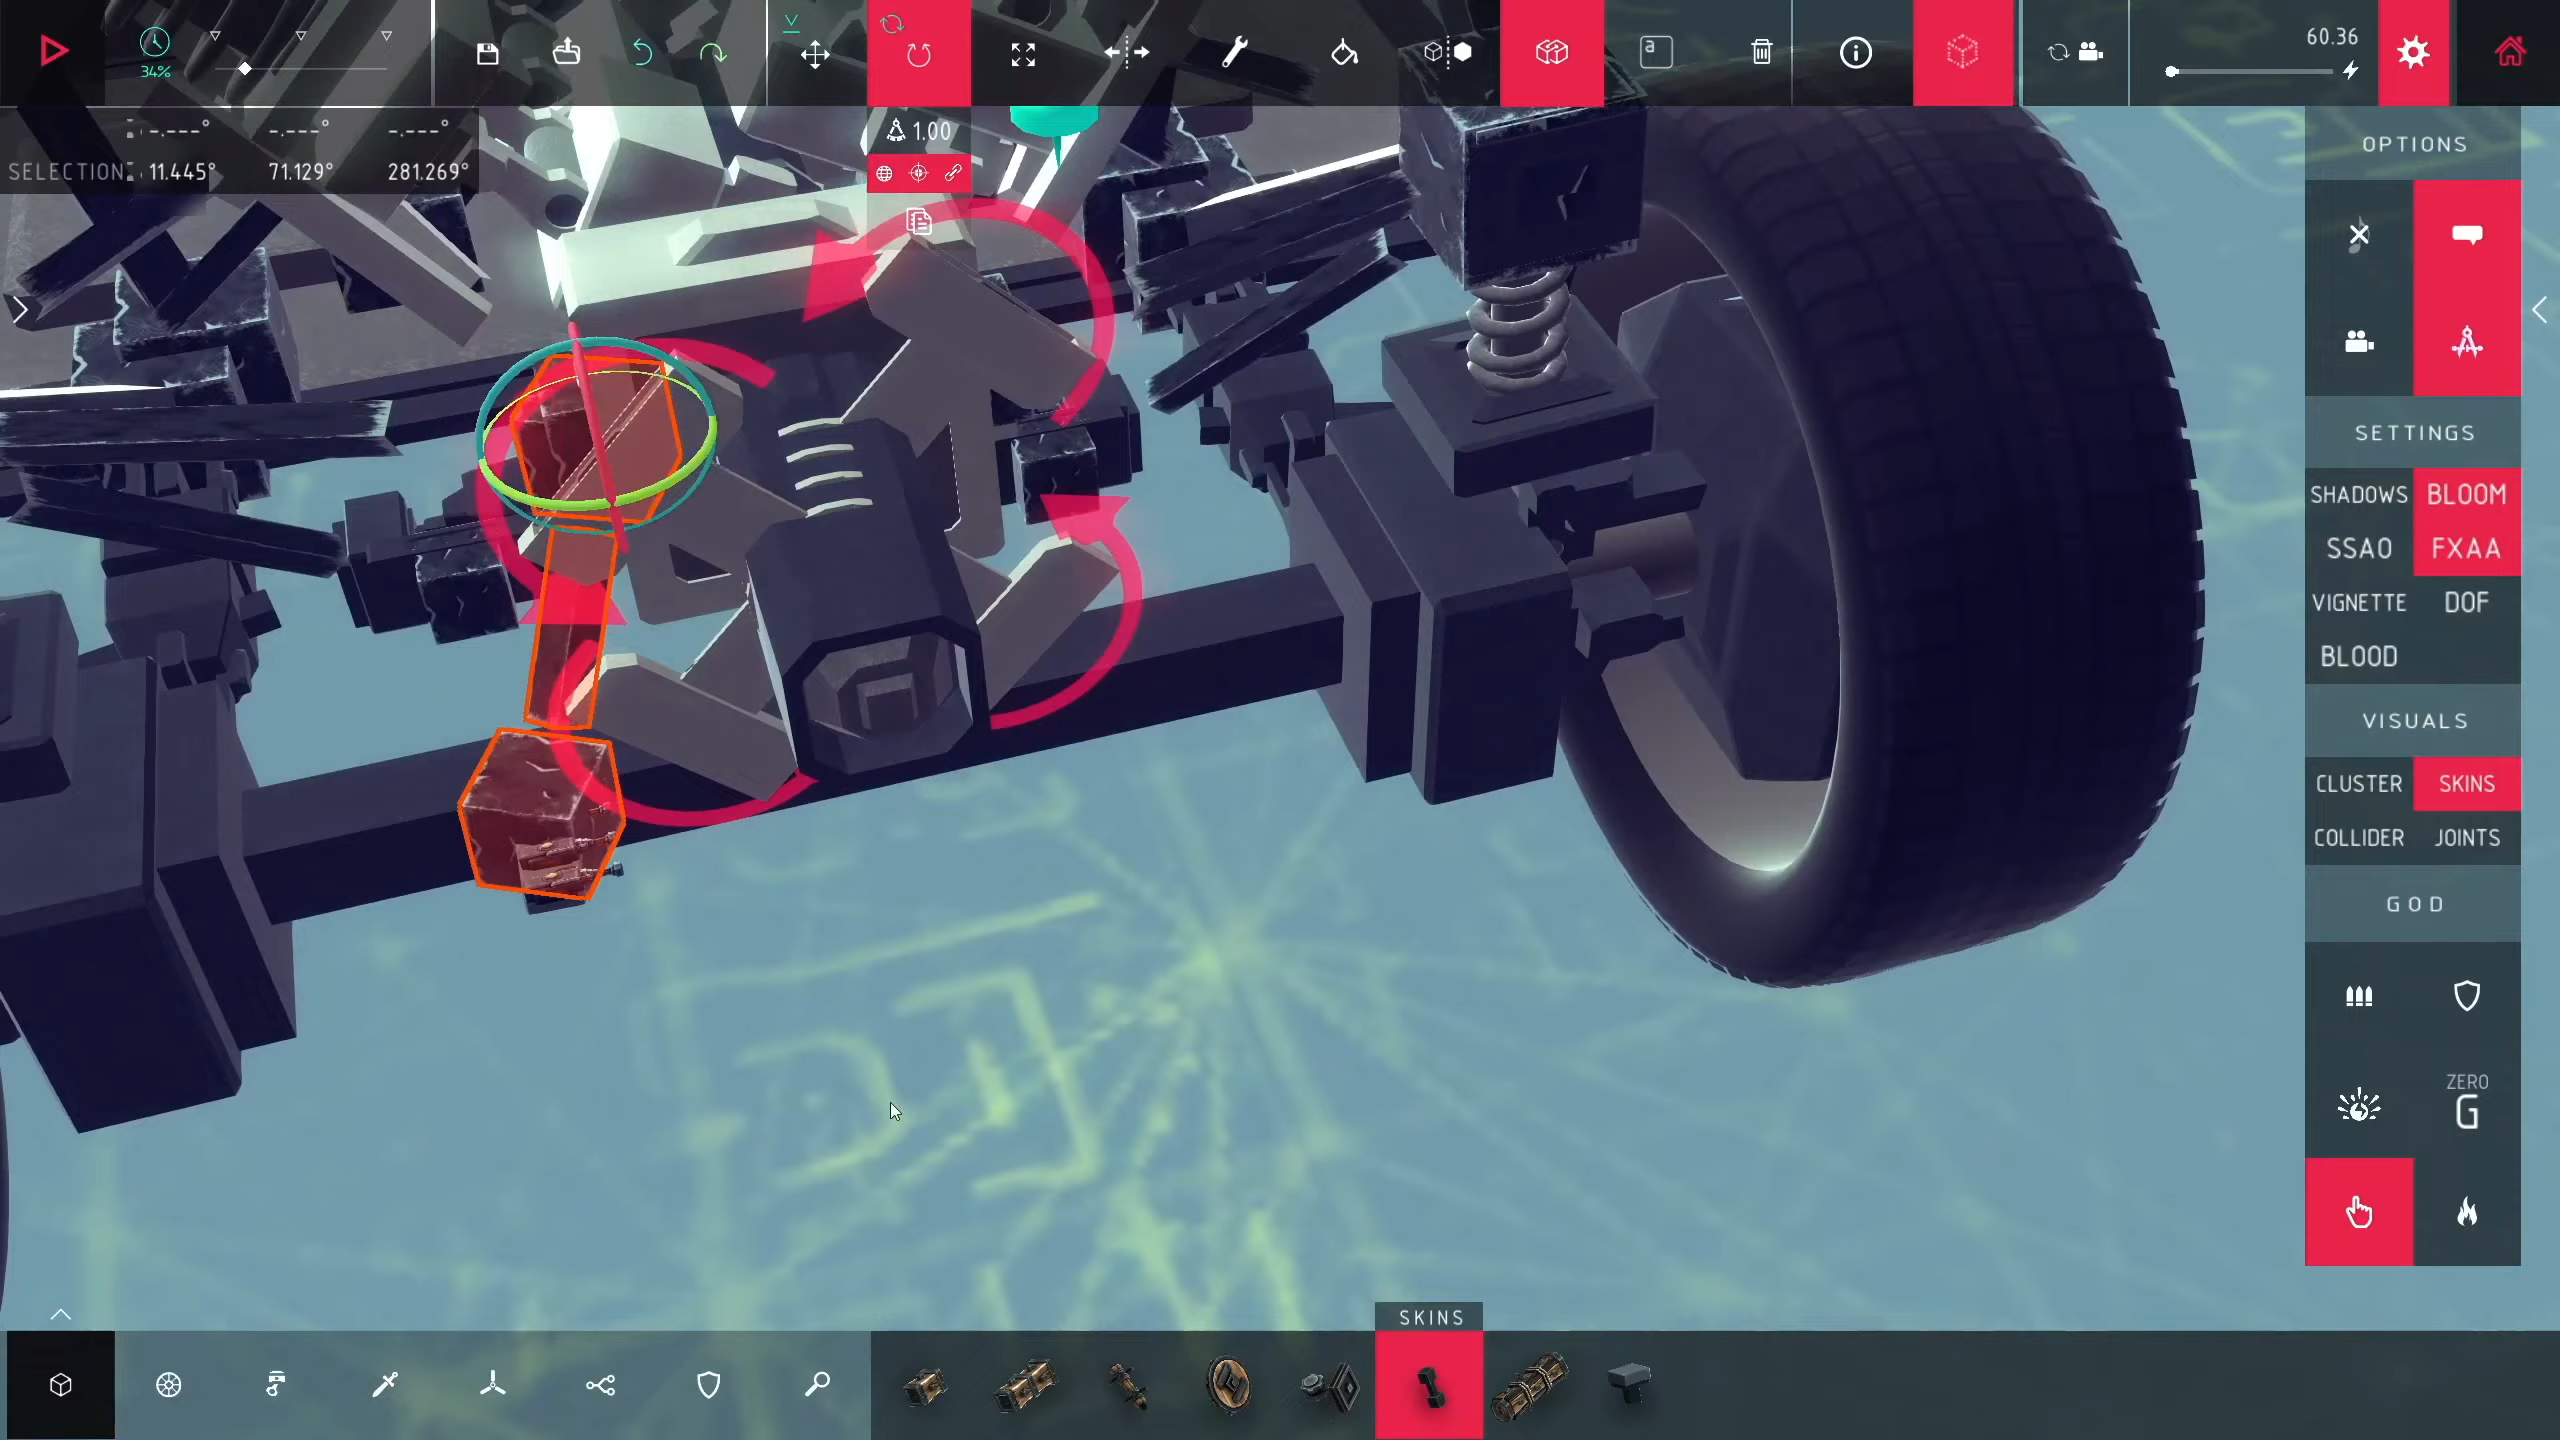 34%
a
60.36
-.---° -.---° -.---°
1.00
SELECTION: 11.445° 71.129° 281.269°
OPTIONS
SETTINGS
SHADOWS BLOOM
SSAO FXAA
VIGNETTE DOF
BLOOD
VISUALS
CLUSTER SKINS
COLLIDER JOINTS
GOD
ZERO
G
SKINS